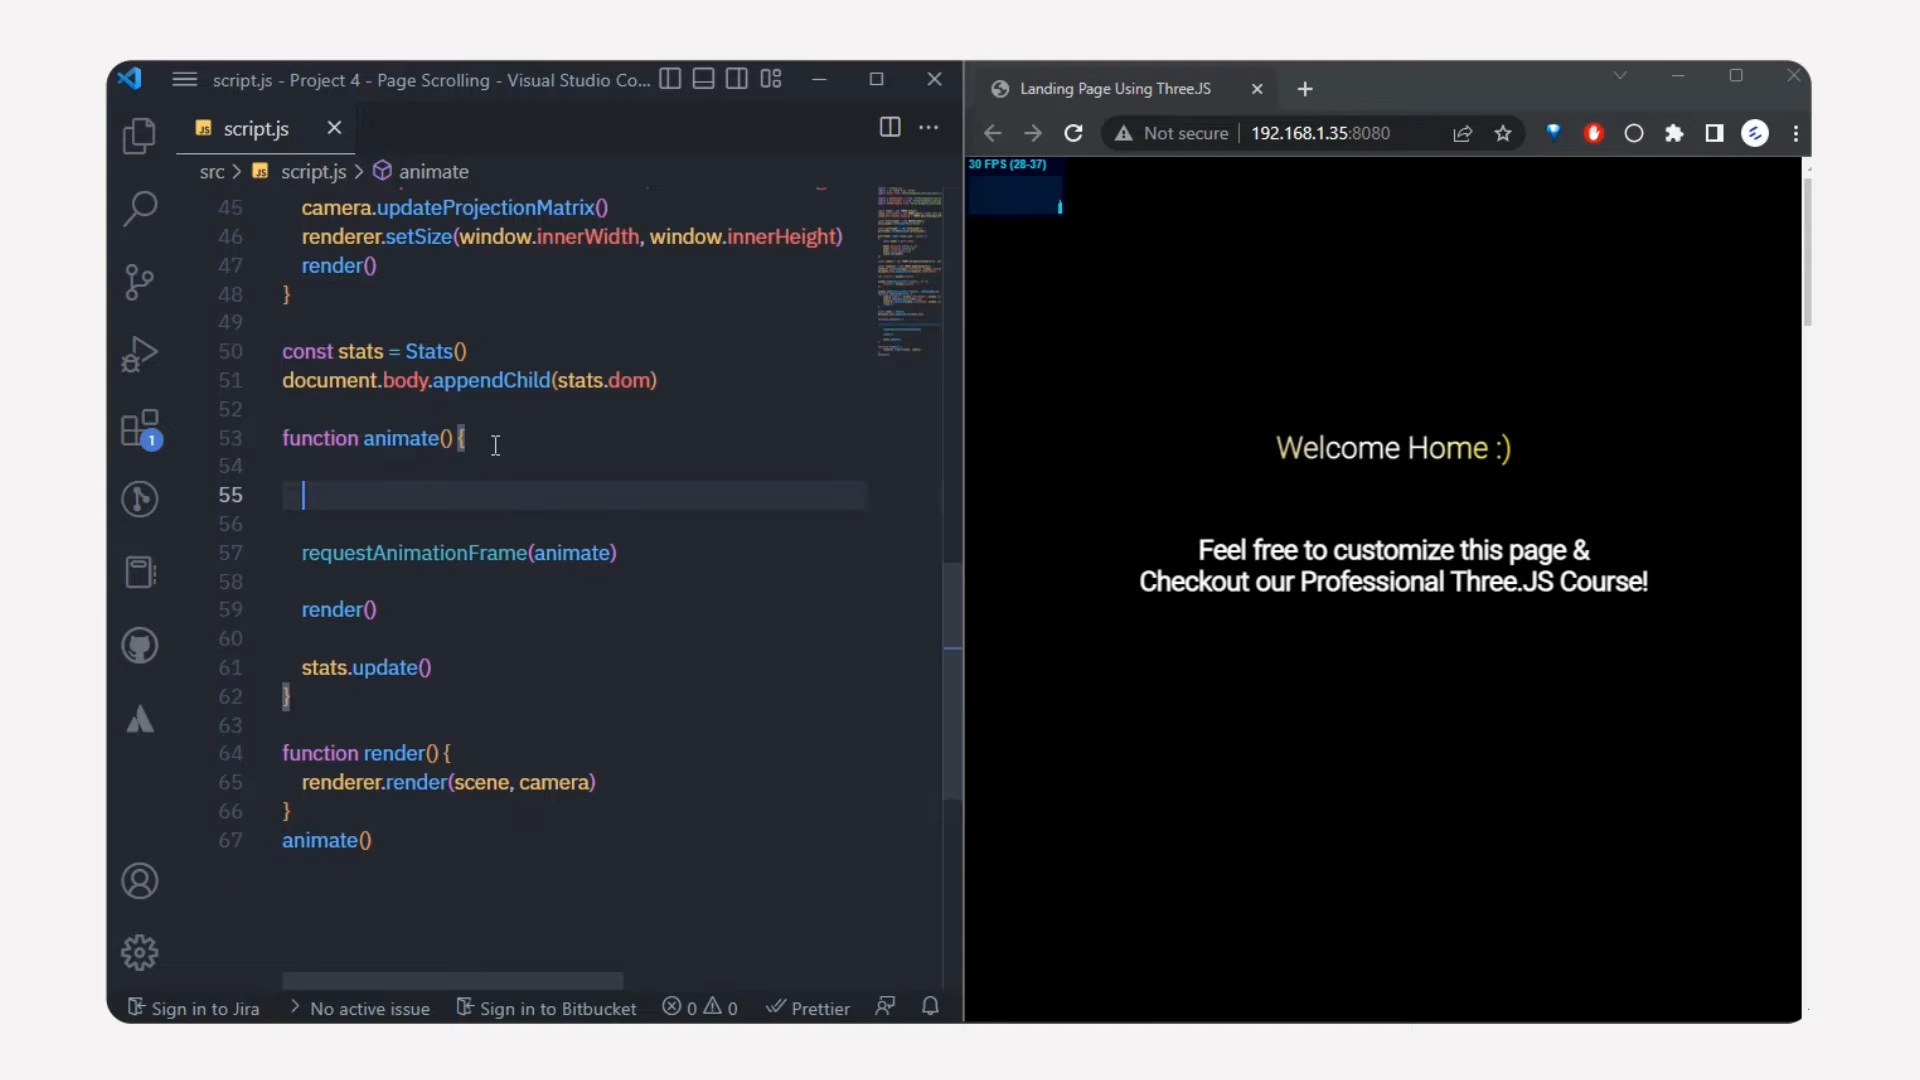 script.js - Project 4 - Page Scrolling - Visual Studio Co...
script.js
src > script.js > animate
45 camera.updateProjectionMatrix()
46 renderer.setSize(window.innerWidth, window.innerHeight)
47 render()
48 }
49
50 const stats = Stats()
51 document.body.appendChild(stats.dom)
52
53 function animate() {
54
55
56
57 requestAnimationFrame(animate)
58
59 render()
60
61 stats.update()
62 }
63
64 function render() {
65 renderer.render(scene, camera)
66 }
67 animate()
1
Sign in to Jira
No active issue
Sign in to Bitbucket
0
0
Prettier
Landing Page Using ThreeJS
Not secure
192.168.1.35:8080
30 FPS (28-37)
Welcome Home :)
Feel free to customize this page &
Checkout our Professional Three.JS Course!